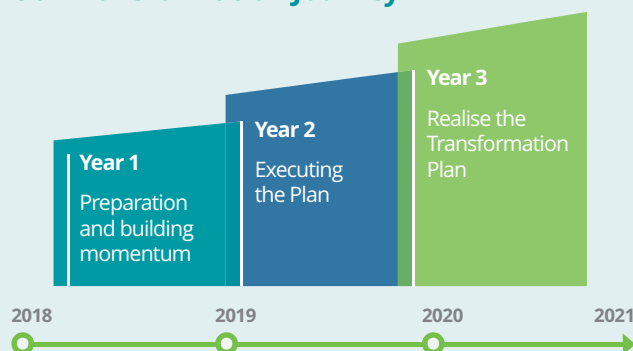 Year 1
Preparation
and building
momentum
Year 2
Executing
the Plan
Year 3
Realise the
Transformation
Plan
2018
2019
2020
2021